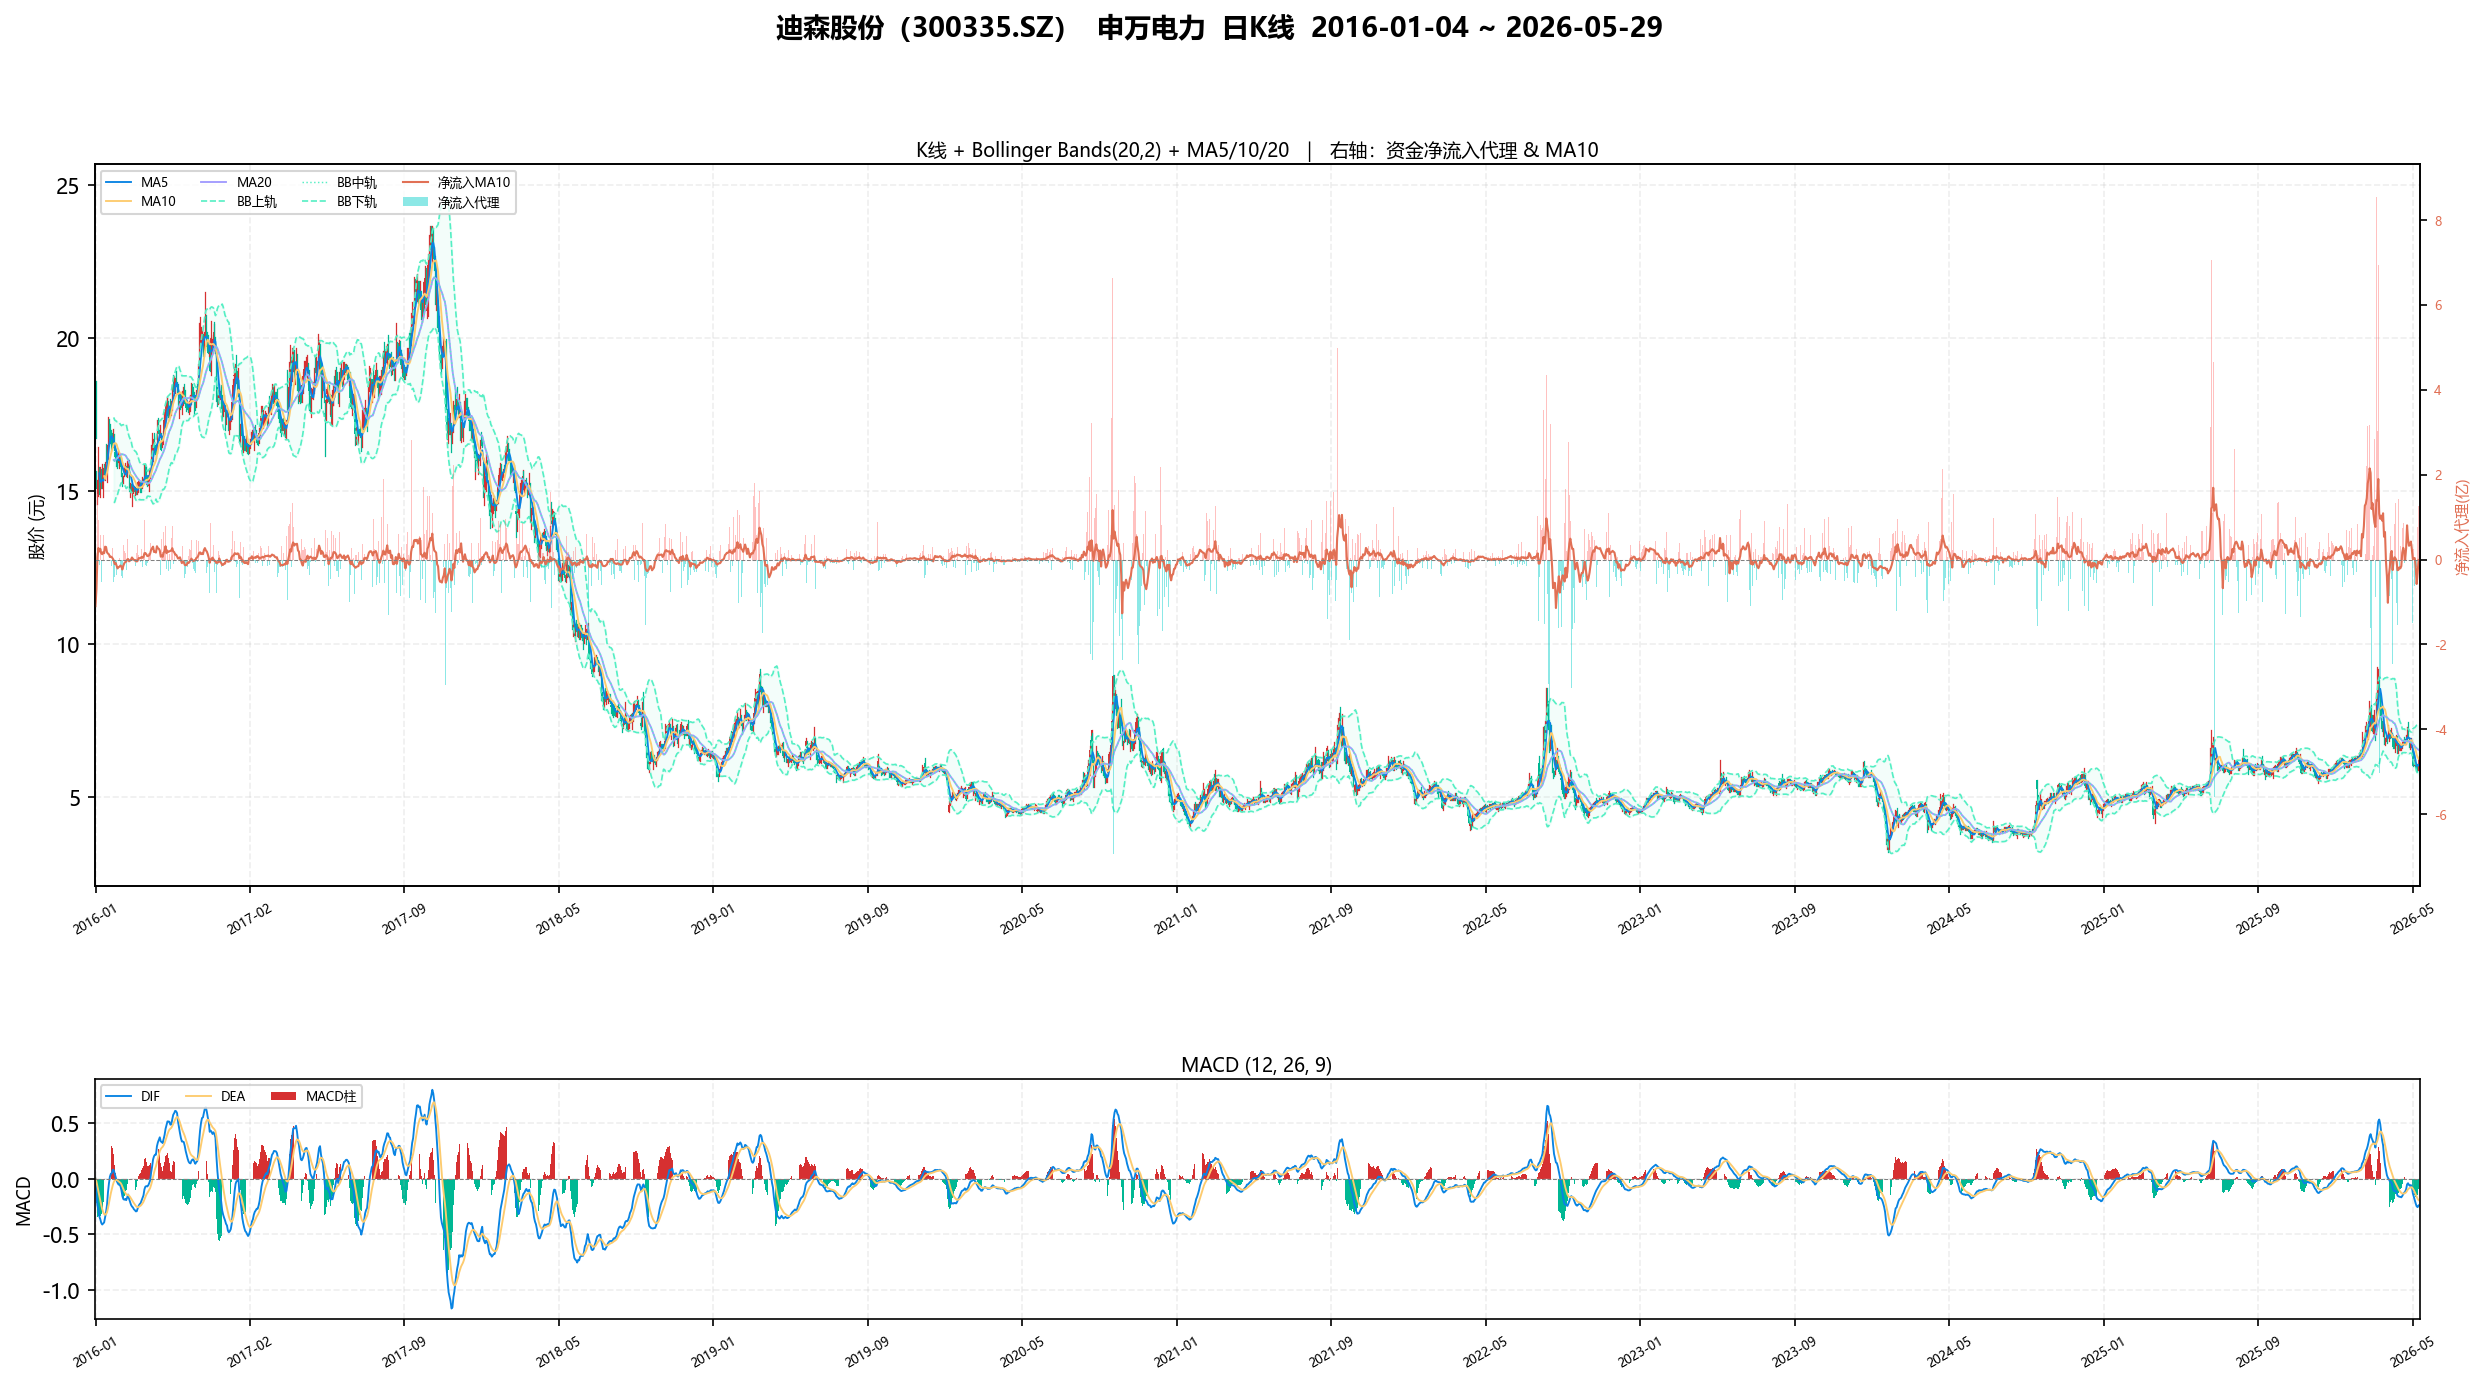 迪森股份（300335.SZ） 申万电力 日K线 2016-01-04 ~ 2026-05-29
K线 + Bollinger Bands(20,2) + MA5/10/20 | 右轴：资金净流入代理 & MA10
MA5 MA20 BB中轨 净流入MA10
MA10 BB上轨 BB下轨 净流入代理
股价 (元)
25
20
15
10
5
8
6
4
2
0
-2
-4
-6
净流入代理(亿)
2016-01 2017-02 2017-09 2018-05 2019-01 2019-09 2020-05 2021-01 2021-09 2022-05 2023-01 2023-09 2024-05 2025-01 2025-09 2026-05
MACD (12, 26, 9)
DIF DEA MACD柱
MACD
0.5
0.0
-0.5
-1.0
2016-01 2017-02 2017-09 2018-05 2019-01 2019-09 2020-05 2021-01 2021-09 2022-05 2023-01 2023-09 2024-05 2025-01 2025-09 2026-05